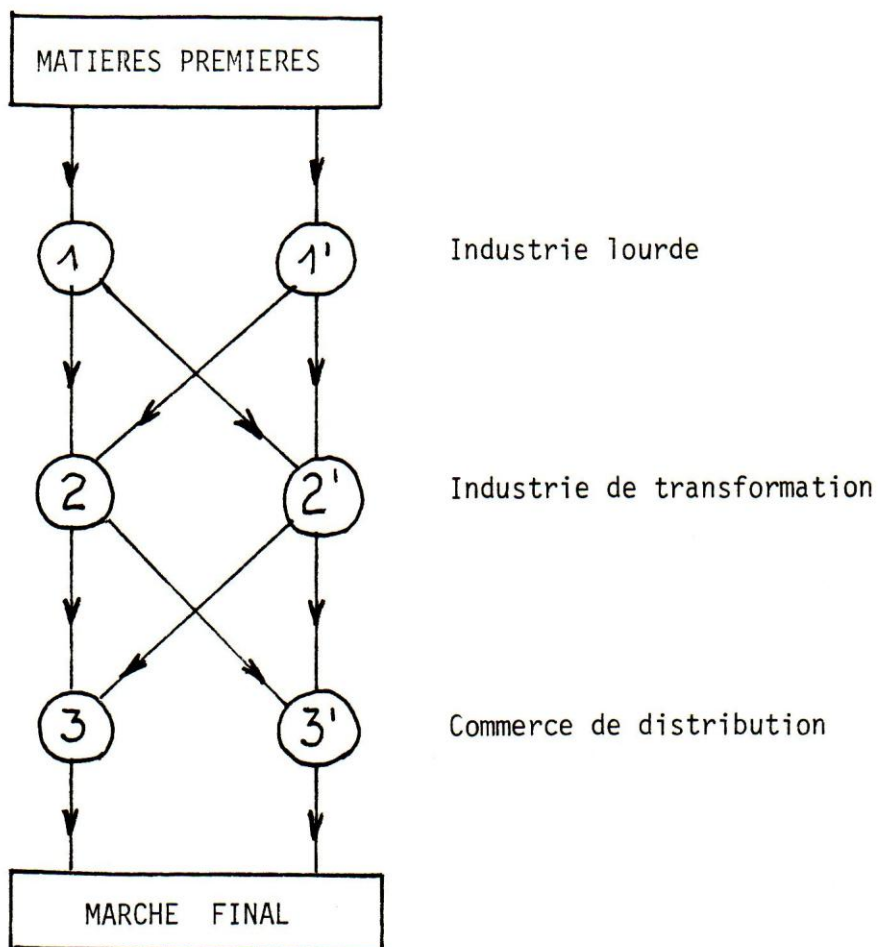 MATIERES PREMIERES
1 1' Industrie lourde
2 2' Industrie de transformation
3 3' Commerce de distribution
MARCHE FINAL